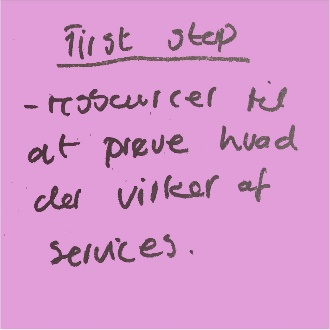 First step
- ressourcer til
at prøve hvad
der virker af
services.